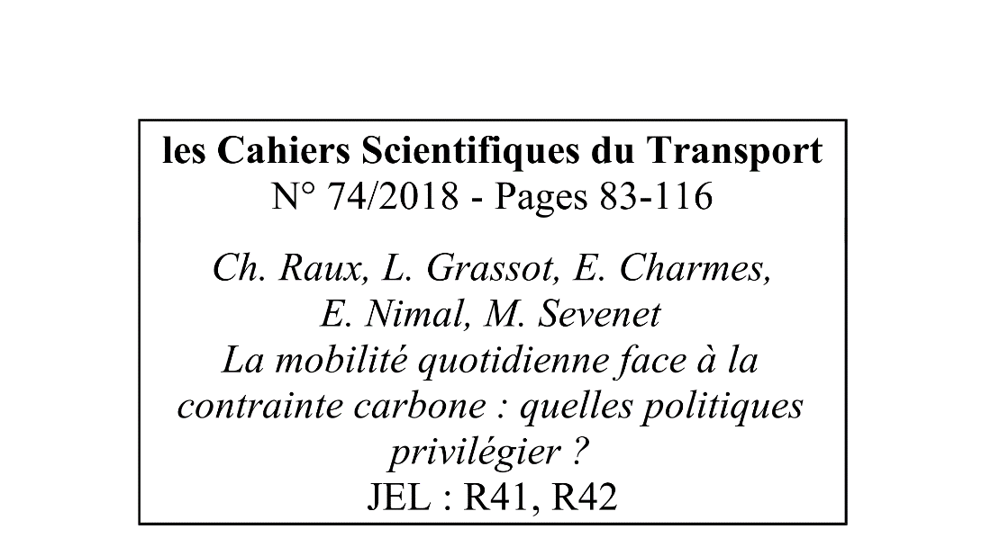 les Cahiers Scientifiques du Transport
N° 74/2018 - Pages 83-116
Ch. Raux, L. Grassot, E. Charmes,
E. Nimal, M. Sevenet
La mobilité quotidienne face à la
contrainte carbone : quelles politiques
privilégier ?
JEL : R41, R42